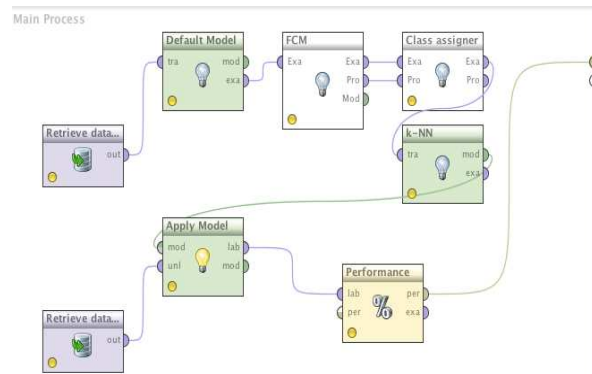 Main Process
Default Model
tra mod
exa
FCM
Exa Exa
Pro
Mod
Class assigner
Exa Exa
Pro Pro
Retrieve data...
out
k-NN
tra mod
exa
Apply Model
mod lab
unl mod
Performance
lab per
per exa
%
Retrieve data...
out